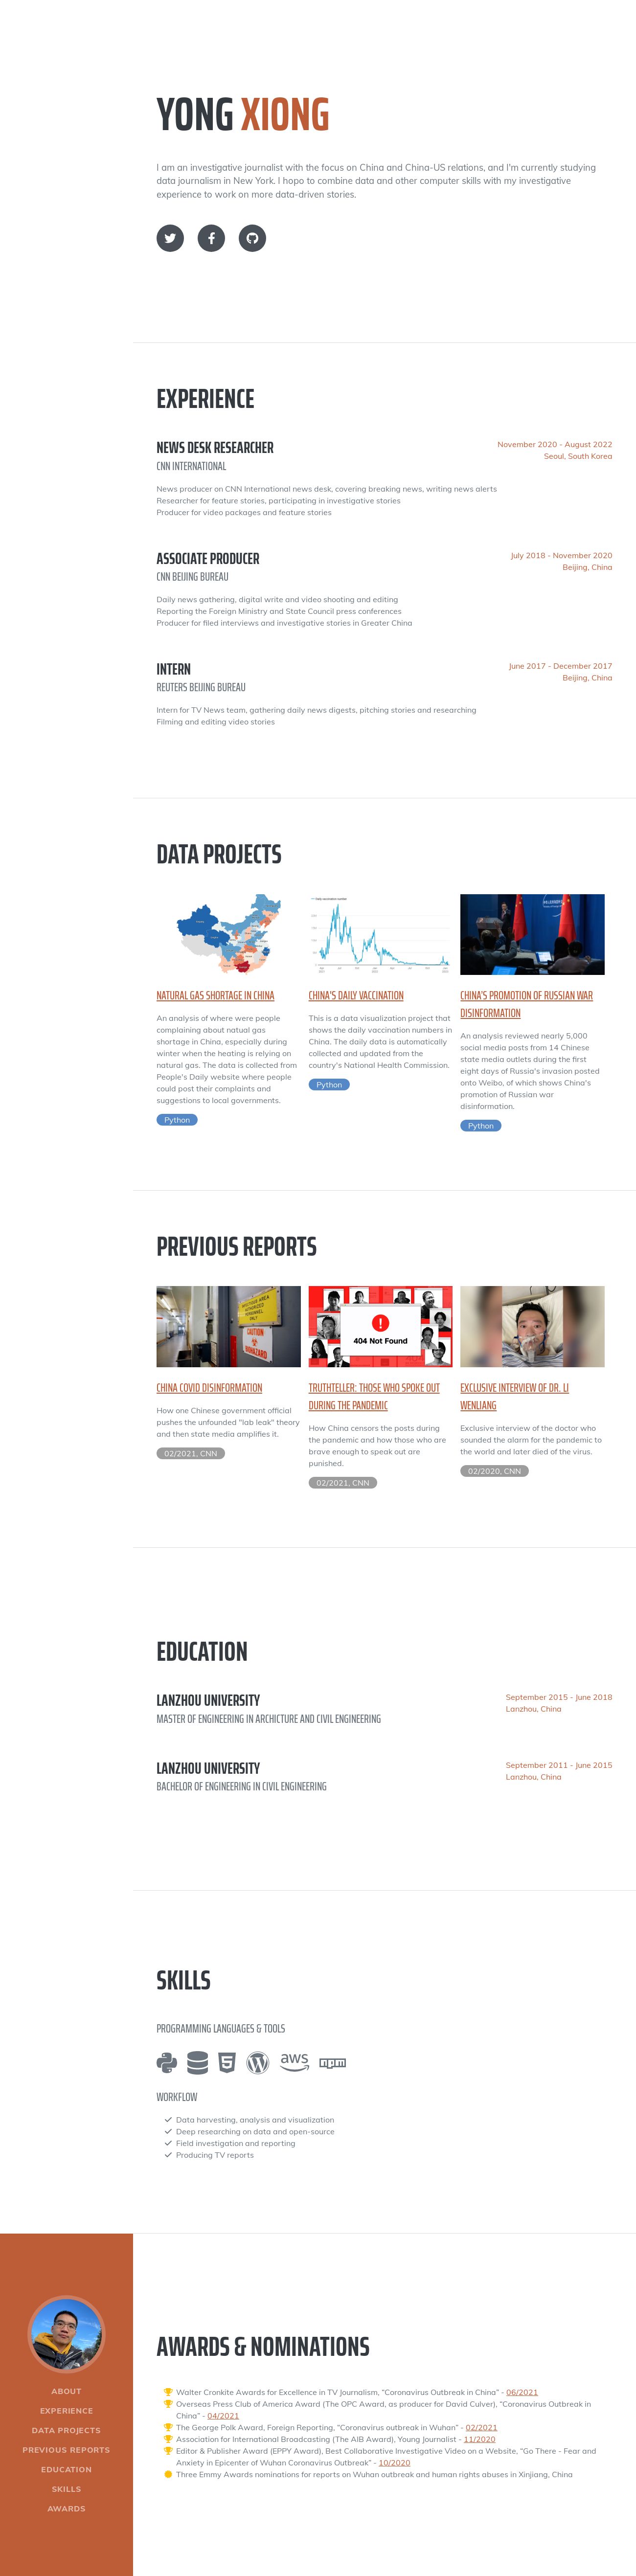 YONG XIONG
I am an investigative journalist with the focus on China and China-US relations, and I'm currently studying
data journalism in New York. I hopo to combine data and other computer skills with my investigative
experience to work on more data-driven stories.
EXPERIENCE
NEWS DESK RESEARCHER
November 2020 - August 2022
CNN INTERNATIONAL
Seoul, South Korea
News producer on CNN International news desk, covering breaking news, writing news alerts
Researcher for feature stories, participating in investigative stories
Producer for video packages and feature stories
ASSOCIATE PRODUCER
July 2018 - November 2020
CNN BEIJING BUREAU
Beijing, China
Daily news gathering, digital write and video shooting and editing
Reporting the Foreign Ministry and State Council press conferences
Producer for filed interviews and investigative stories in Greater China
INTERN
June 2017 - December 2017
REUTERS BEIJING BUREAU
Beijing, China
Intern for TV News team, gathering daily news digests, pitching stories and researching
Filming and editing video stories
DATA PROJECTS
NATURAL GAS SHORTAGE IN CHINA
An analysis of where were people
complaining about natual gas
shortage in China, especially during
winter when the heating is relying on
natural gas. The data is collected from
People's Daily website where people
could post their complaints and
suggestions to local governments.
Python
CHINA'S DAILY VACCINATION
This is a data visualization project that
shows the daily vaccination numbers in
China. The daily data is automatically
collected and updated from the
country's National Health Commission.
Python
CHINA'S PROMOTION OF RUSSIAN WAR
DISINFORMATION
An analysis reviewed nearly 5,000
social media posts from 14 Chinese
state media outlets during the first
eight days of Russia's invasion posted
onto Weibo, of which shows China's
promotion of Russian war
disinformation.
Python
PREVIOUS REPORTS
CHINA COVID DISINFORMATION
How one Chinese government official
pushes the unfounded "lab leak" theory
and then state media amplifies it.
02/2021, CNN
404 Not Found
TRUTHTELLER: THOSE WHO SPOKE OUT
DURING THE PANDEMIC
How China censors the posts during
the pandemic and how those who are
brave enough to speak out are
punished.
02/2021, CNN
EXCLUSIVE INTERVIEW OF DR. LI
WENLIANG
Exclusive interview of the doctor who
sounded the alarm for the pandemic to
the world and later died of the virus.
02/2020, CNN
EDUCATION
LANZHOU UNIVERSITY
September 2015 - June 2018
MASTER OF ENGINEERING IN ARCHICTURE AND CIVIL ENGINEERING
Lanzhou, China
LANZHOU UNIVERSITY
September 2011 - June 2015
BACHELOR OF ENGINEERING IN CIVIL ENGINEERING
Lanzhou, China
SKILLS
PROGRAMMING LANGUAGES & TOOLS
aws
npm
WORKFLOW
Data harvesting, analysis and visualization
Deep researching on data and open-source
Field investigation and reporting
Producing TV reports
ABOUT
EXPERIENCE
DATA PROJECTS
PREVIOUS REPORTS
EDUCATION
SKILLS
AWARDS
AWARDS & NOMINATIONS
Walter Cronkite Awards for Excellence in TV Journalism, "Coronavirus Outbreak in China" - 06/2021
Overseas Press Club of America Award (The OPC Award, as producer for David Culver), "Coronavirus Outbreak in
China" - 04/2021
The George Polk Award, Foreign Reporting, "Coronavirus outbreak in Wuhan" - 02/2021
Association for International Broadcasting (The AIB Award), Young Journalist - 11/2020
Editor & Publisher Award (EPPY Award), Best Collaborative Investigative Video on a Website, "Go There - Fear and
Anxiety in Epicenter of Wuhan Coronavirus Outbreak" - 10/2020
Three Emmy Awards nominations for reports on Wuhan outbreak and human rights abuses in Xinjiang, China